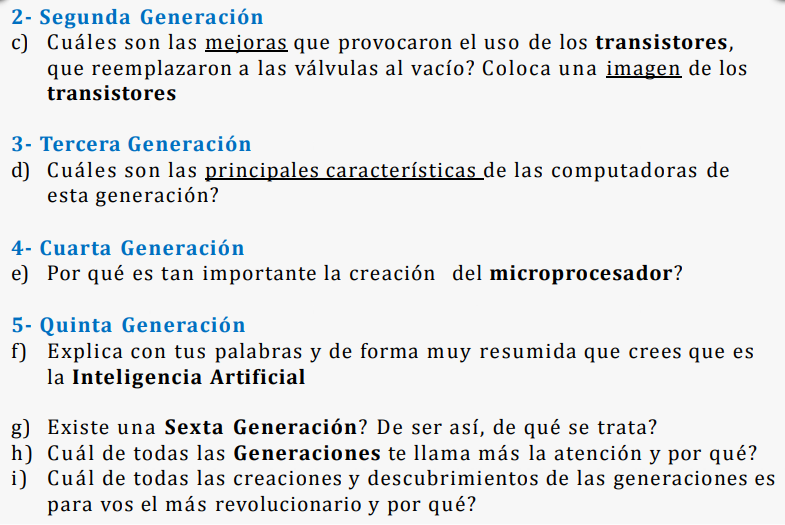 2- Segunda Generación
c) Cuáles son las mejoras que provocaron el uso de los transistores,
que reemplazaron a las válvulas al vacío? Coloca una imagen de los
transistores
3- Tercera Generación
d) Cuáles son las principales características de las computadoras de
esta generación?
4- Cuarta Generación
e) Por qué es tan importante la creación del microprocesador?
5- Quinta Generación
f) Explica con tus palabras y de forma muy resumida que crees que es
la Inteligencia Artificial
g) Existe una Sexta Generación? De ser así, de qué se trata?
h) Cuál de todas las Generaciones te llama más la atención y por qué?
i) Cuál de todas las creaciones y descubrimientos de las generaciones es
para vos el más revolucionario y por qué?